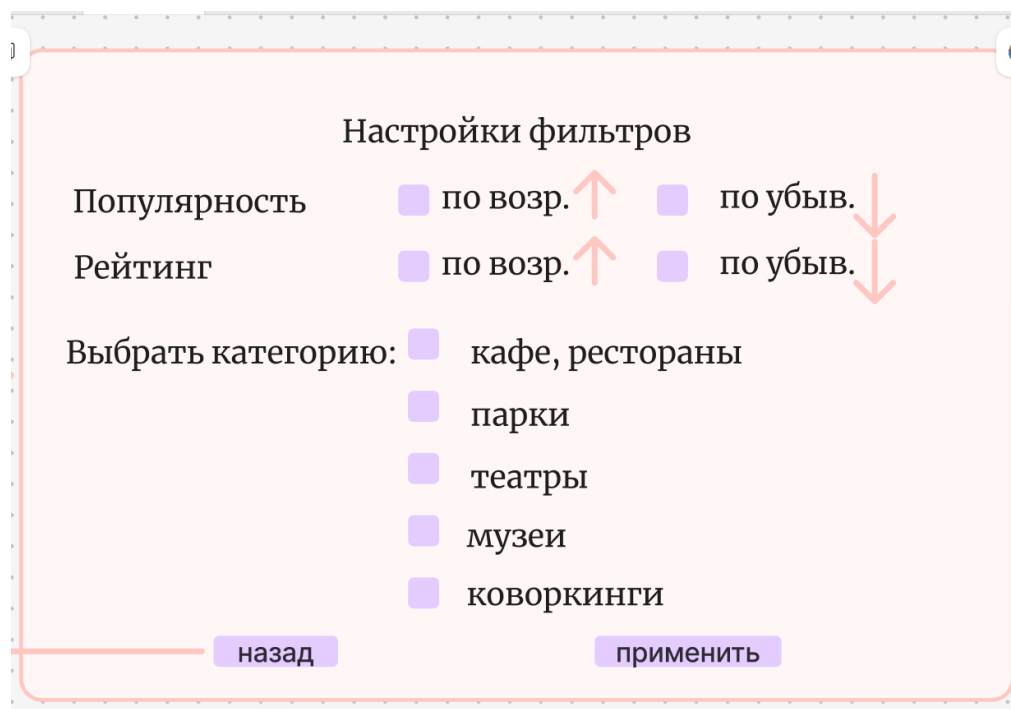 Настройки фильтров
Популярность по возр. по убыв.
Рейтинг по возр. по убыв.
Выбрать категорию: кафе, рестораны
парки
театры
музеи
коворкинги
назад применить